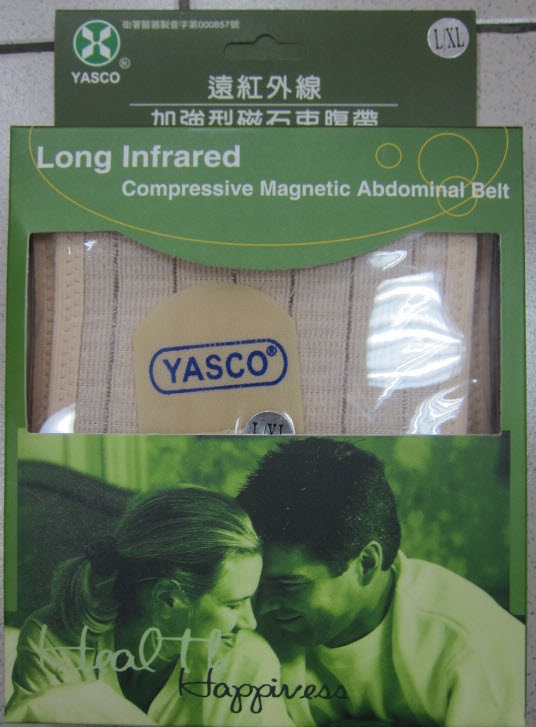 衛署醫器製壹字第000857號
L/XL
YASCO®
遠紅外線
加強型磁石束腹帶
Long Infrared
Compressive Magnetic Abdominal Belt
YASCO®
L/XL
Health
Happiness